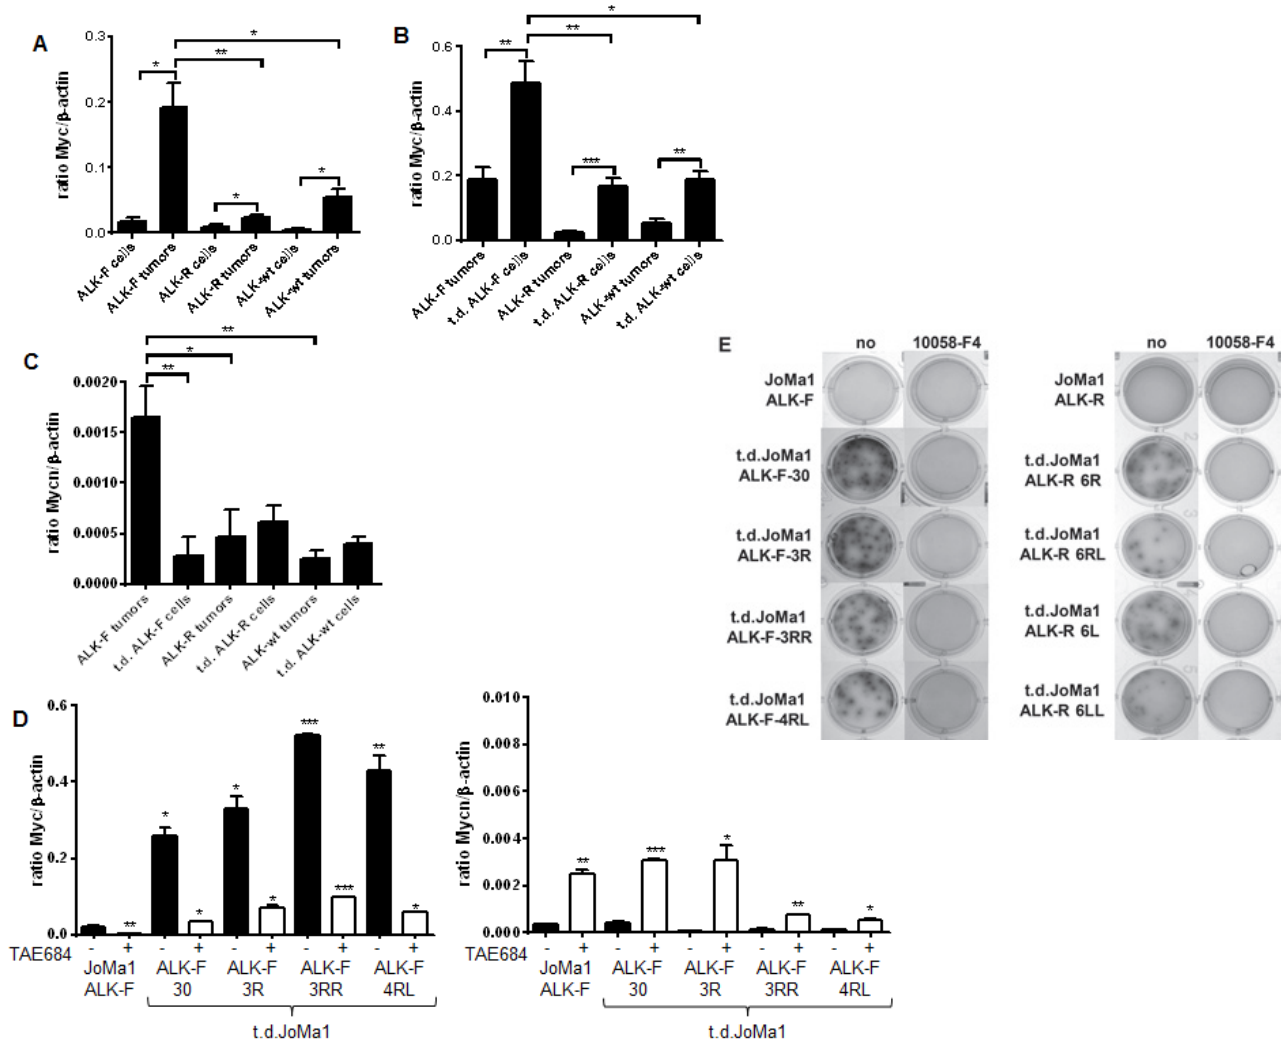 A
ratio Myc/β-actin
0.3
0.2
0.1
0.0
*
**
*
*
*
ALK-F cells
ALK-F tumors
ALK-R cells
ALK-R tumors
ALK-wt cells
ALK-wt tumors
B
ratio Myc/β-actin
0.6
0.4
0.2
0.0
*
**
**
***
**
ALK-F tumors
t.d. ALK-F cells
ALK-R tumors
t.d. ALK-R cells
ALK-wt tumors
t.d. ALK-wt cells
C
ratio Mycn/β-actin
0.0020
0.0015
0.0010
0.0005
0.0000
**
*
**
ALK-F tumors
t.d. ALK-F cells
ALK-R tumors
t.d. ALK-R cells
ALK-wt tumors
t.d. ALK-wt cells
E
no 10058-F4
JoMa1
ALK-F
t.d.JoMa1
ALK-F-30
t.d.JoMa1
ALK-F-3R
t.d.JoMa1
ALK-F-3RR
t.d.JoMa1
ALK-F-4RL
no 10058-F4
JoMa1
ALK-R
t.d.JoMa1
ALK-R 6R
t.d.JoMa1
ALK-R 6RL
t.d.JoMa1
ALK-R 6L
t.d.JoMa1
ALK-R 6LL
D
ratio Myc/β-actin
0.6
0.4
0.2
0.0
** * * * * *** *** ** *
TAE684 - + - + - + - + - +
JoMa1 ALK-F ALK-F ALK-F ALK-F
ALK-F 30 3R 3RR 4RL
t.d.JoMa1
ratio Mycn/β-actin
0.010
0.008
0.006
0.004
0.002
0.000
** *** * ** *
TAE684 - + - + - + - + - +
JoMa1 ALK-F ALK-F ALK-F ALK-F
ALK-F 30 3R 3RR 4RL
t.d.JoMa1